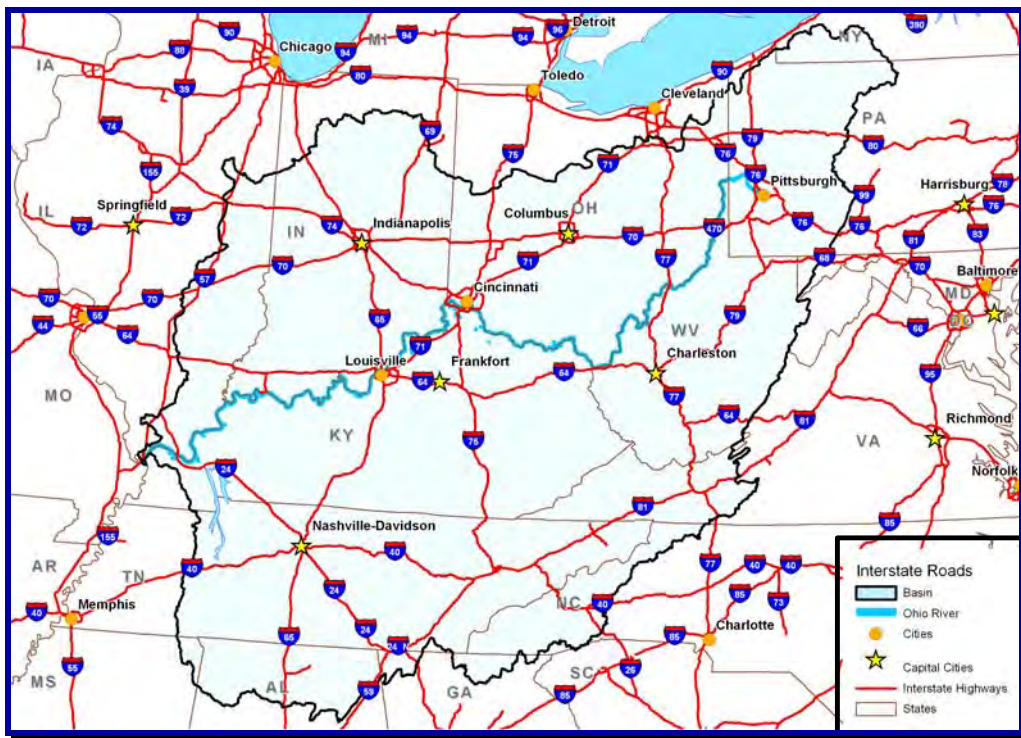 Detroit
380
90
94
96
NY
MI
94
88
Chicago
94
IA
80
Toledo
90
39
Cleveland
PA
74
69
79
80
75
76
71
155
76
Pittsburgh
99
Harrisburg
78
76
Springfield
IL
72
72
Indianapolis
74
IN
Columbus
OH
70
470
76
76
81
83
70
71
77
68
70
Baltimore
57
MD
70
70
55
Cincinnati
79
44
64
65
WV
66
71
Louisville
Frankfort
Charleston
64
64
95
MO
77
64
81
Richmond
KY
75
VA
24
Norfolk
81
85
Nashville-Davidson
155
40
AR
TN
40
77
40
40
Interstate Roads
Memphis
24
85
73
Basin
40
NC
40
Ohio River
65
24
Charlotte
Cities
85
24
55
SC
26
Capital Cities
MS
AL
59
GA
85
Interstate Highways
States